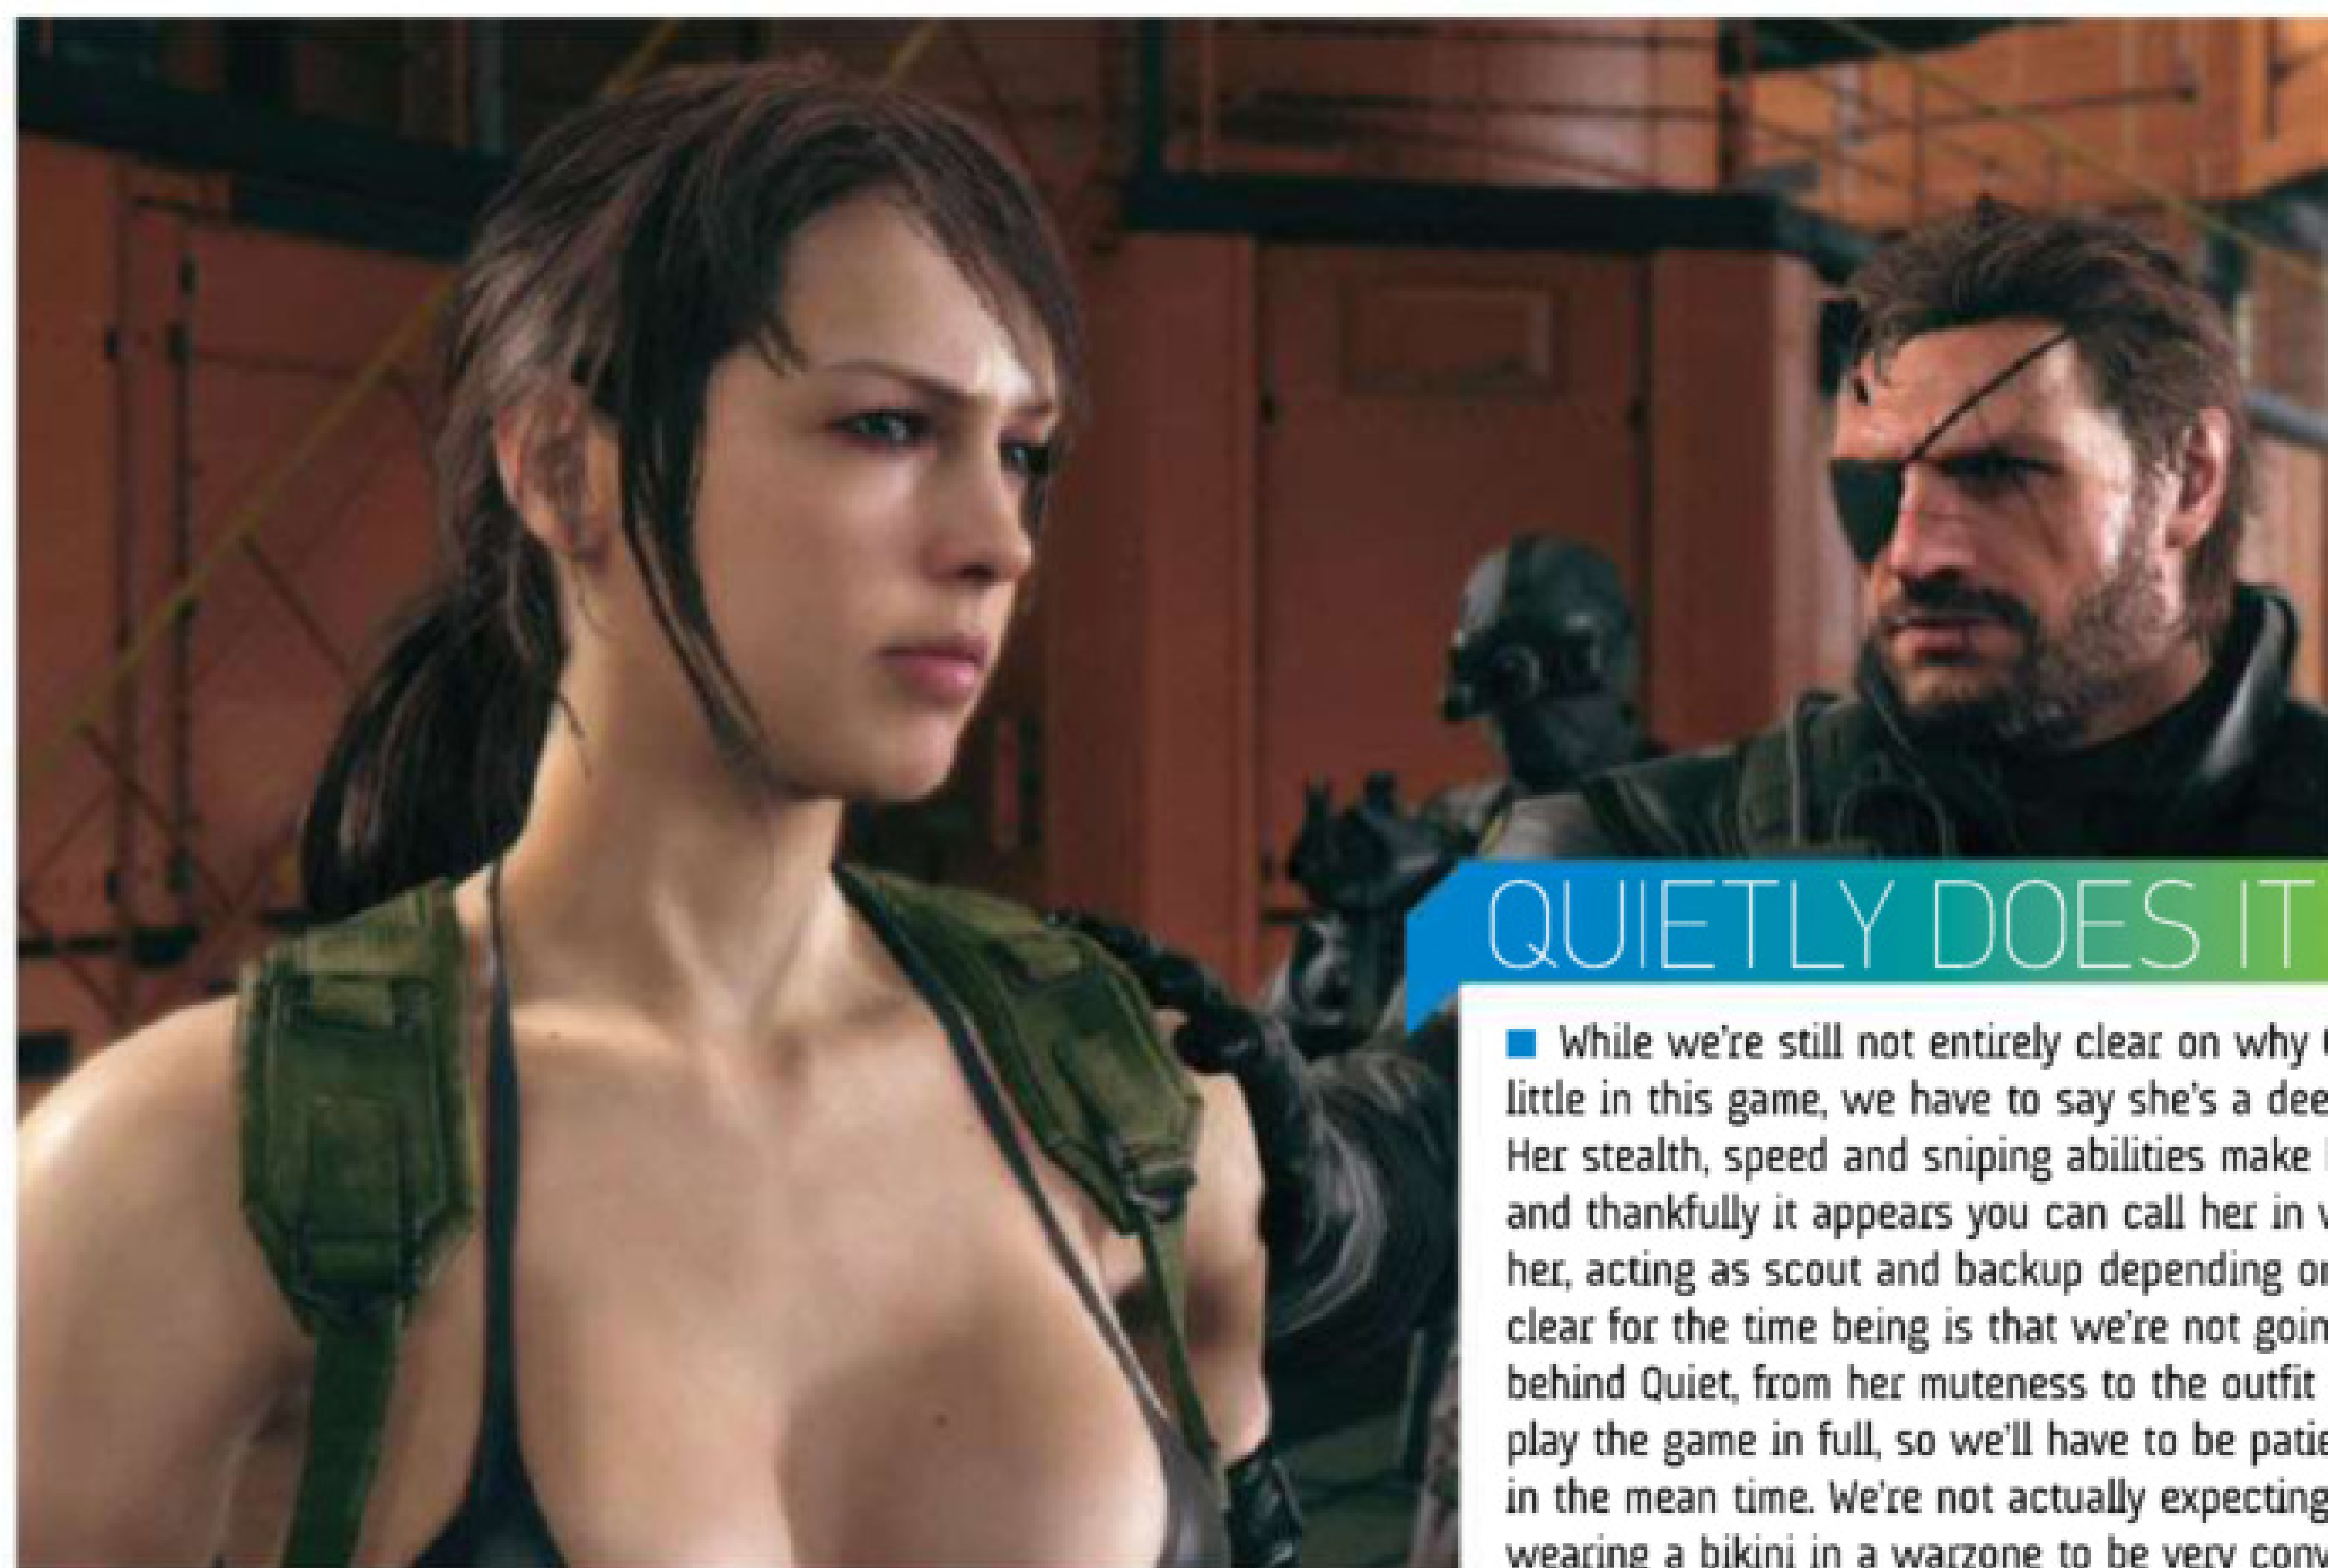 QUIETLY DOES IT
■ While we're still not entirely clear on why
little in this game, we have to say she's a dee
Her stealth, speed and sniping abilities make
and thankfully it appears you can call her in
her, acting as scout and backup depending on
clear for the time being is that we're not goin
behind Quiet, from her muteness to the outfit
play the game in full, so we'll have to be patie
in the mean time. We're not actually expecting
wearing a bikini in a warzone to be very conv